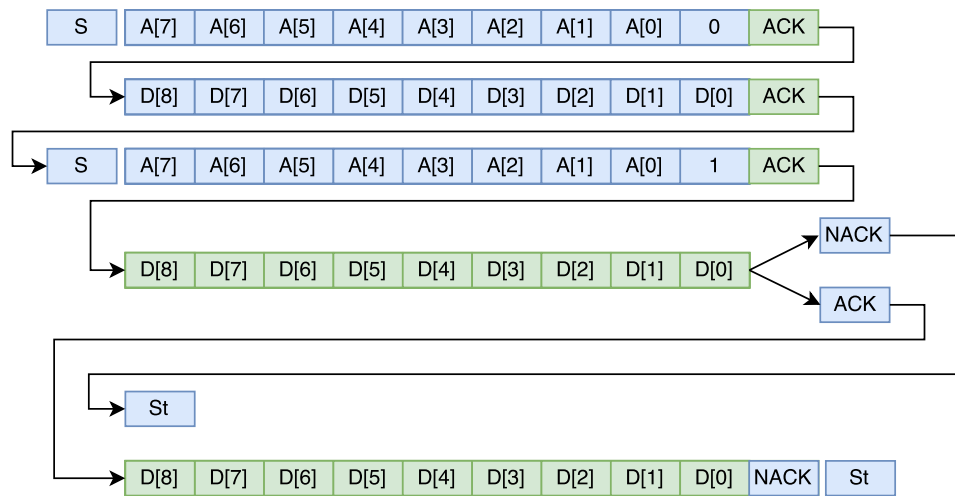 S A[7] A[6] A[5] A[4] A[3] A[2] A[1] A[0] 0 ACK
D[8] D[7] D[6] D[5] D[4] D[3] D[2] D[1] D[0] ACK
S A[7] A[6] A[5] A[4] A[3] A[2] A[1] A[0] 1 ACK
NACK
D[8] D[7] D[6] D[5] D[4] D[3] D[2] D[1] D[0]
ACK
St
D[8] D[7] D[6] D[5] D[4] D[3] D[2] D[1] D[0] NACK St